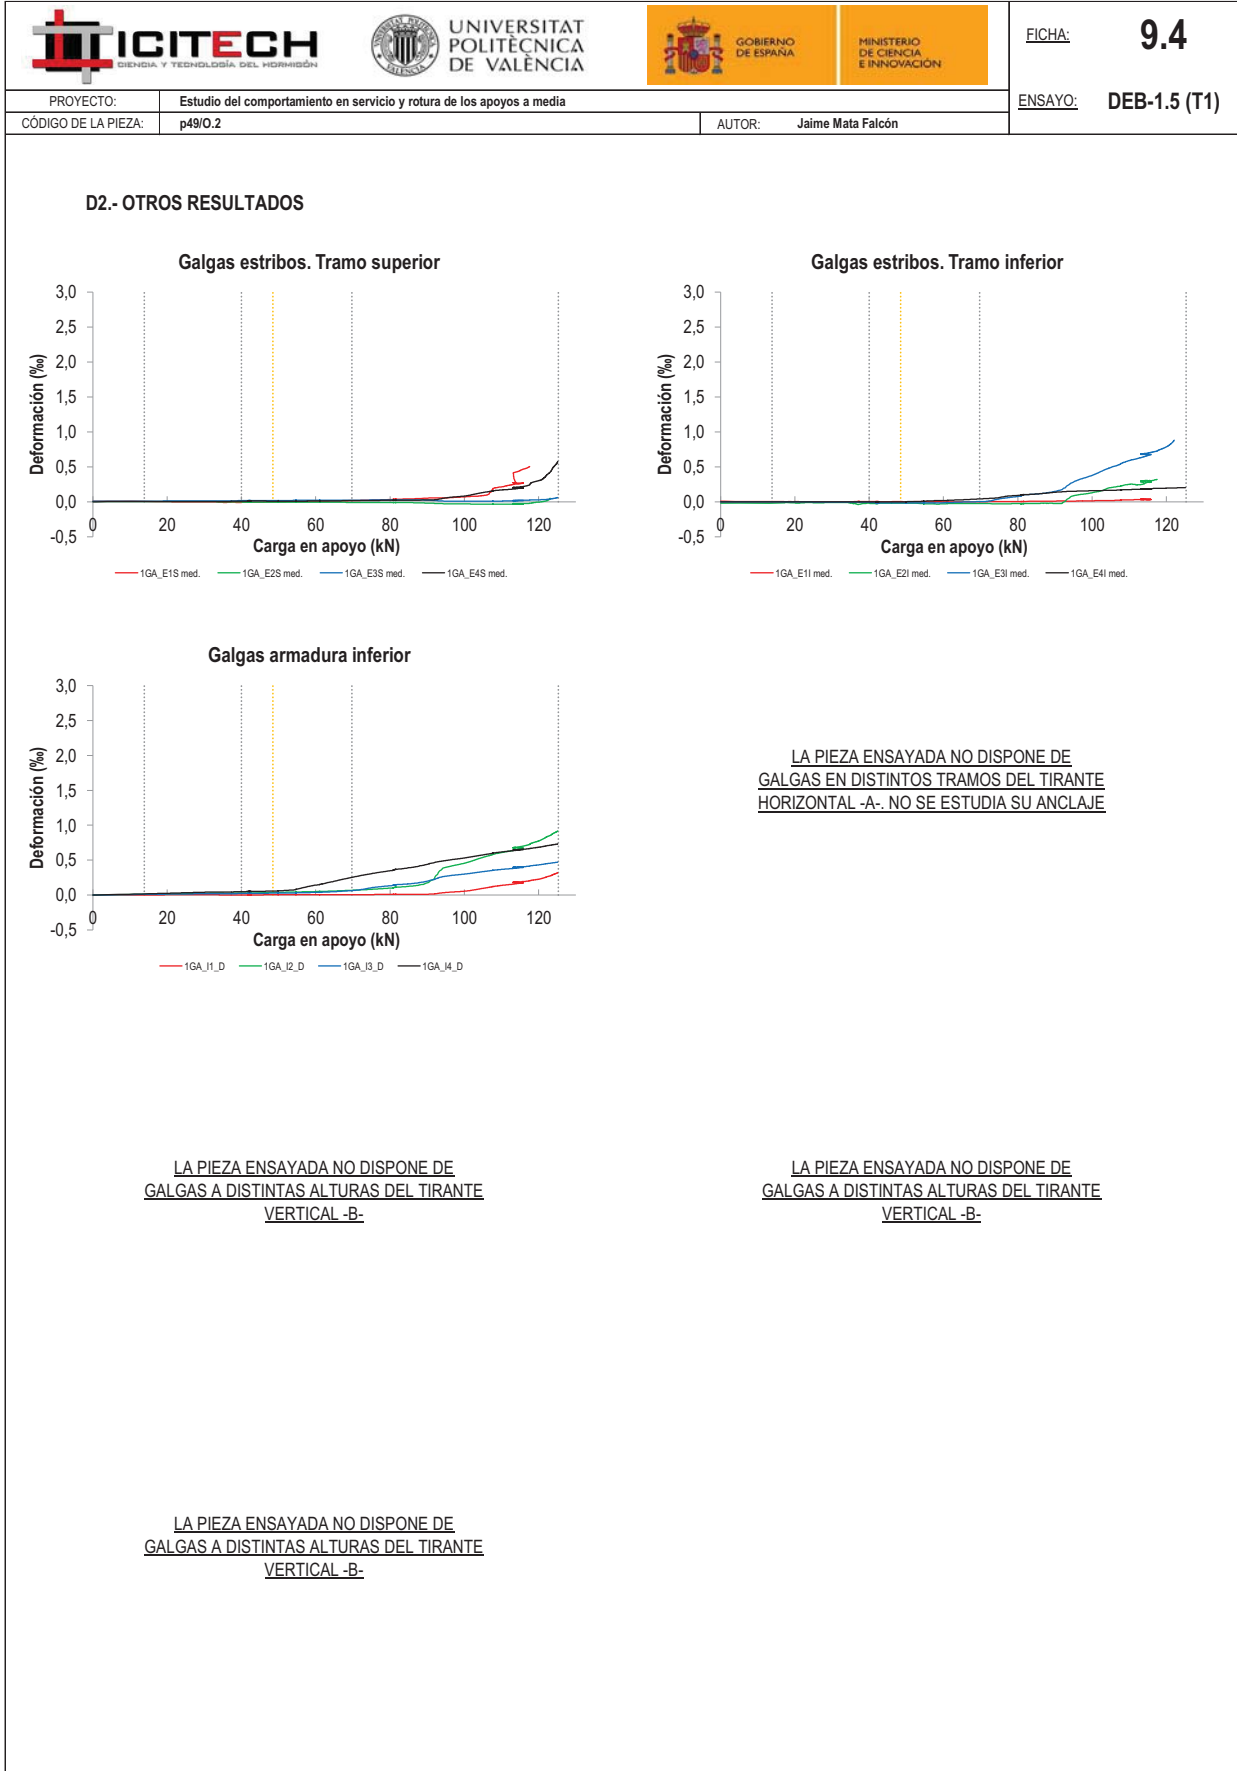 ICITECH
CIENCIA Y TECNOLOGÍA DEL HORMIGÓN
UNIVERSITAT
POLITÈCNICA
DE VALÈNCIA
GOBIERNO
DE ESPAÑA
MINISTERIO
DE CIENCIA
E INNOVACIÓN
FICHA: 9.4
PROYECTO: Estudio del comportamiento en servicio y rotura de los apoyos a media
ENSAYO: DEB-1.5 (T1)
CÓDIGO DE LA PIEZA: p49/O.2
AUTOR: Jaime Mata Falcón
D2.- OTROS RESULTADOS
Galgas estribos. Tramo superior
3,0
2,5
2,0
1,5
1,0
0,5
0,0
-0,5
Deformación (‰)
0 20 40 60 80 100 120
Carga en apoyo (kN)
1GA_E1S med. 1GA_E2S med. 1GA_E3S med. 1GA_E4S med.
Galgas estribos. Tramo inferior
3,0
2,5
2,0
1,5
1,0
0,5
0,0
-0,5
Deformación (‰)
0 20 40 60 80 100 120
Carga en apoyo (kN)
1GA_E1I med. 1GA_E2I med. 1GA_E3I med. 1GA_E4I med.
Galgas armadura inferior
3,0
2,5
2,0
1,5
1,0
0,5
0,0
-0,5
Deformación (‰)
0 20 40 60 80 100 120
Carga en apoyo (kN)
1GA_I1_D 1GA_I2_D 1GA_I3_D 1GA_I4_D
LA PIEZA ENSAYADA NO DISPONE DE
GALGAS EN DISTINTOS TRAMOS DEL TIRANTE
HORIZONTAL -A-. NO SE ESTUDIA SU ANCLAJE
LA PIEZA ENSAYADA NO DISPONE DE
GALGAS A DISTINTAS ALTURAS DEL TIRANTE
VERTICAL -B-
LA PIEZA ENSAYADA NO DISPONE DE
GALGAS A DISTINTAS ALTURAS DEL TIRANTE
VERTICAL -B-
LA PIEZA ENSAYADA NO DISPONE DE
GALGAS A DISTINTAS ALTURAS DEL TIRANTE
VERTICAL -B-